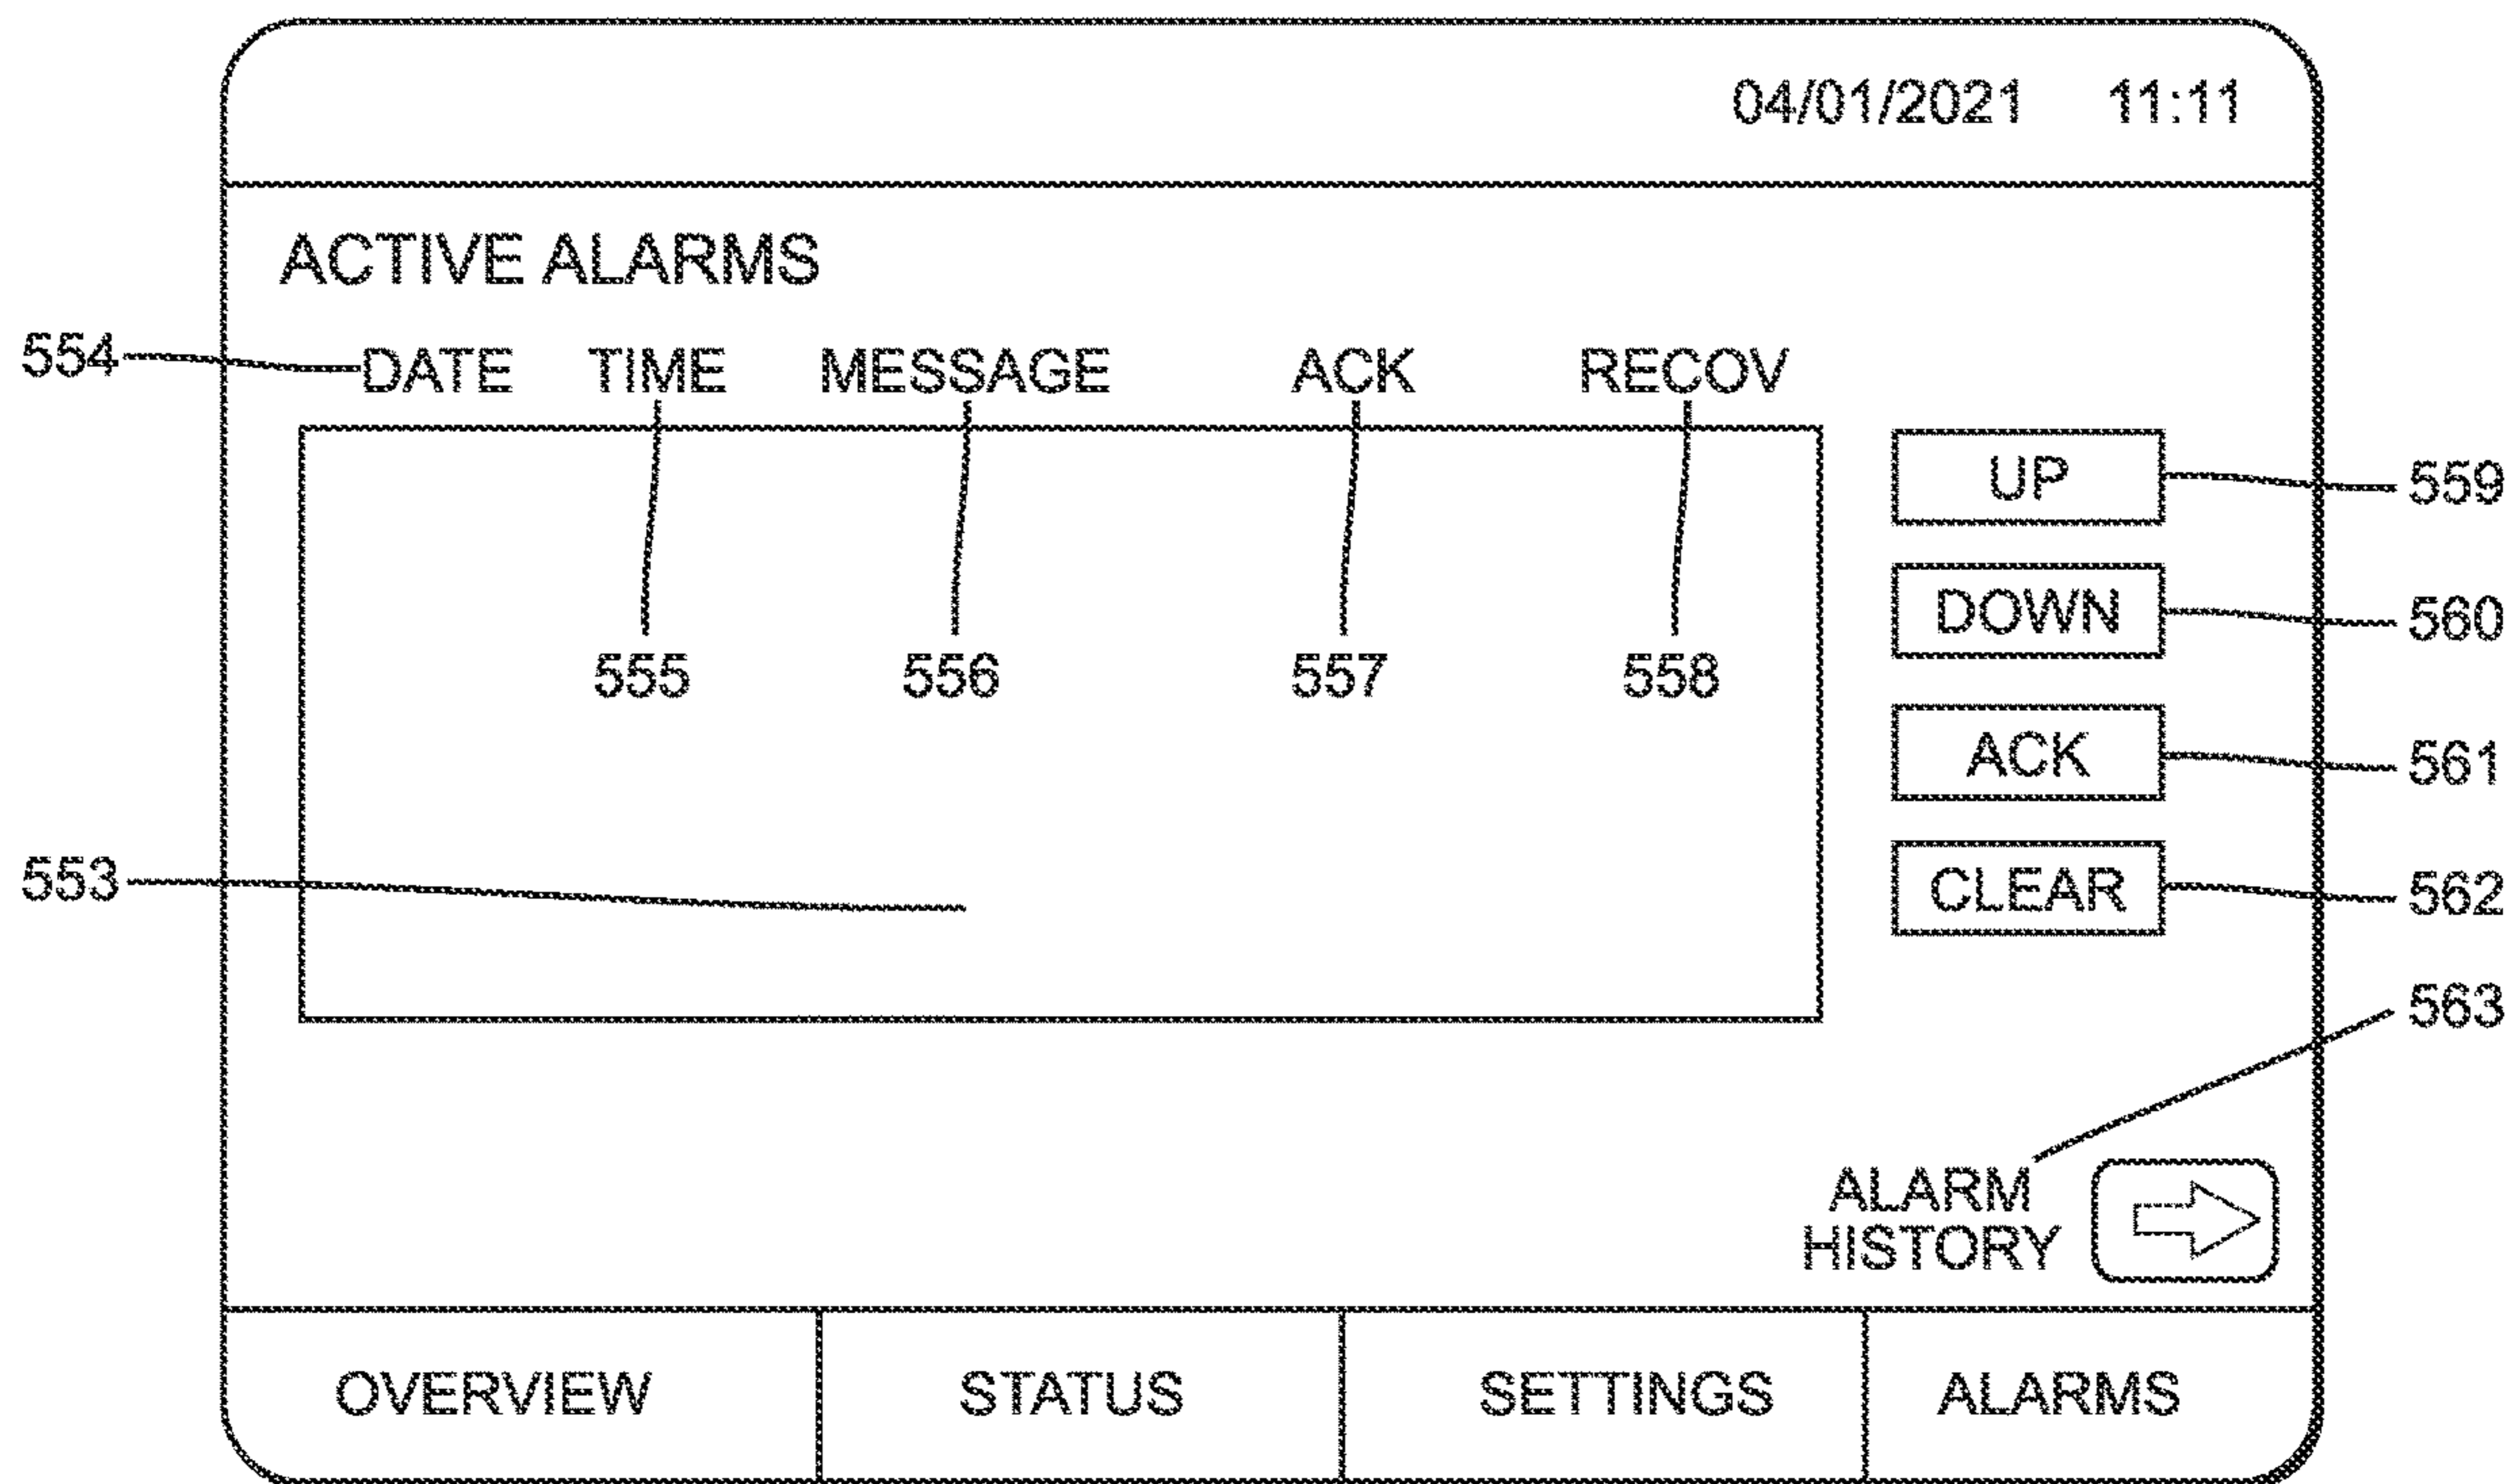 04/01/2021 11:11
ACTIVE ALARMS
554 DATE TIME MESSAGE ACK RECOV
UP 559
DOWN 560
555 556 557 558
ACK 561
553
CLEAR 562
563
ALARM
HISTORY
OVERVIEW STATUS SETTINGS ALARMS